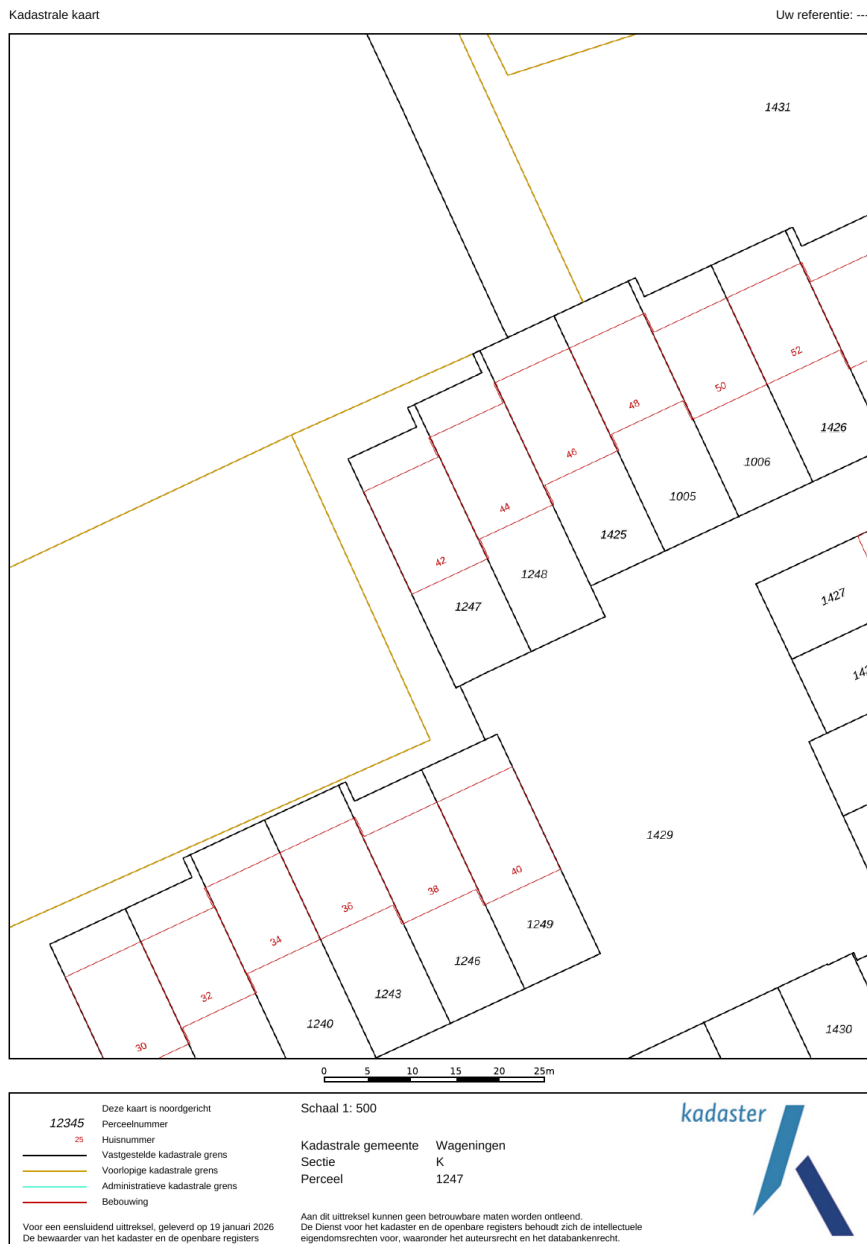 Kadastrale kaart
Uw referentie: ---
1431
52
50
48
1426
46
1006
44
1005
1425
42
1248
1427
1247
1429
40
38
36
1249
34
1246
32
1243
1240
1430
30
0 5 10 15 20 25m
12345
Deze kaart is noordgericht
Perceelnummer
25
Huisnummer
Vastgestelde kadastrale grens
Voorlopige kadastrale grens
Administratieve kadastrale grens
Bebouwing
Voor een eensluidend uittreksel, geleverd op 19 januari 2026
De bewaarder van het kadaster en de openbare registers
Schaal 1: 500
Kadastrale gemeente Wageningen
Sectie K
Perceel 1247
Aan dit uittreksel kunnen geen betrouwbare maten worden ontleend.
De Dienst voor het kadaster en de openbare registers behoudt zich de intellectuele
eigendomsrechten voor, waaronder het auteursrecht en het databankenrecht.
kadaster